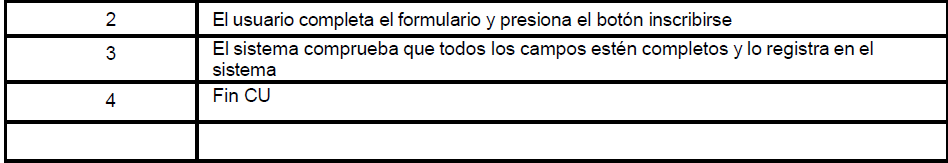 2 El usuario completa el formulario y presiona el botón inscribirse
3 El sistema comprueba que todos los campos estén completos y lo registra en el
sistema
4 Fin CU